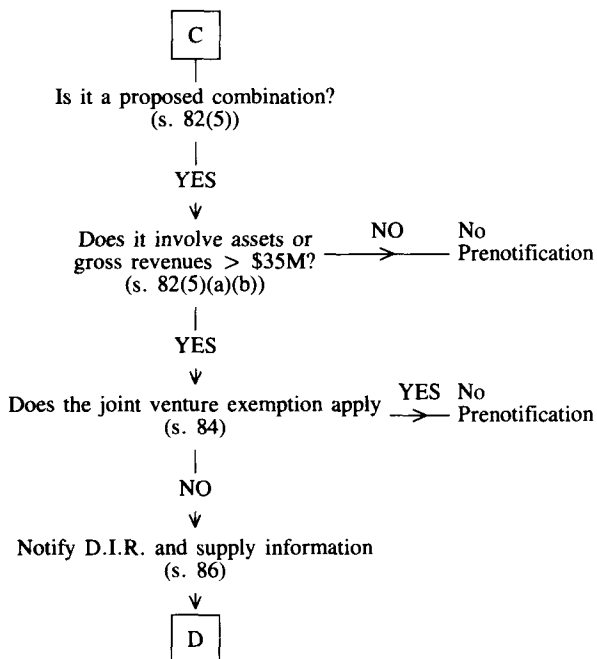 C
Is it a proposed combination?
(s. 82(5))
YES
Does it involve assets or
gross revenues > $35M?
(s. 82(5)(a)(b))
NO
No
Prenotification
YES
Does the joint venture exemption apply
(s. 84)
YES
No
Prenotification
NO
Notify D.I.R. and supply information
(s. 86)
D